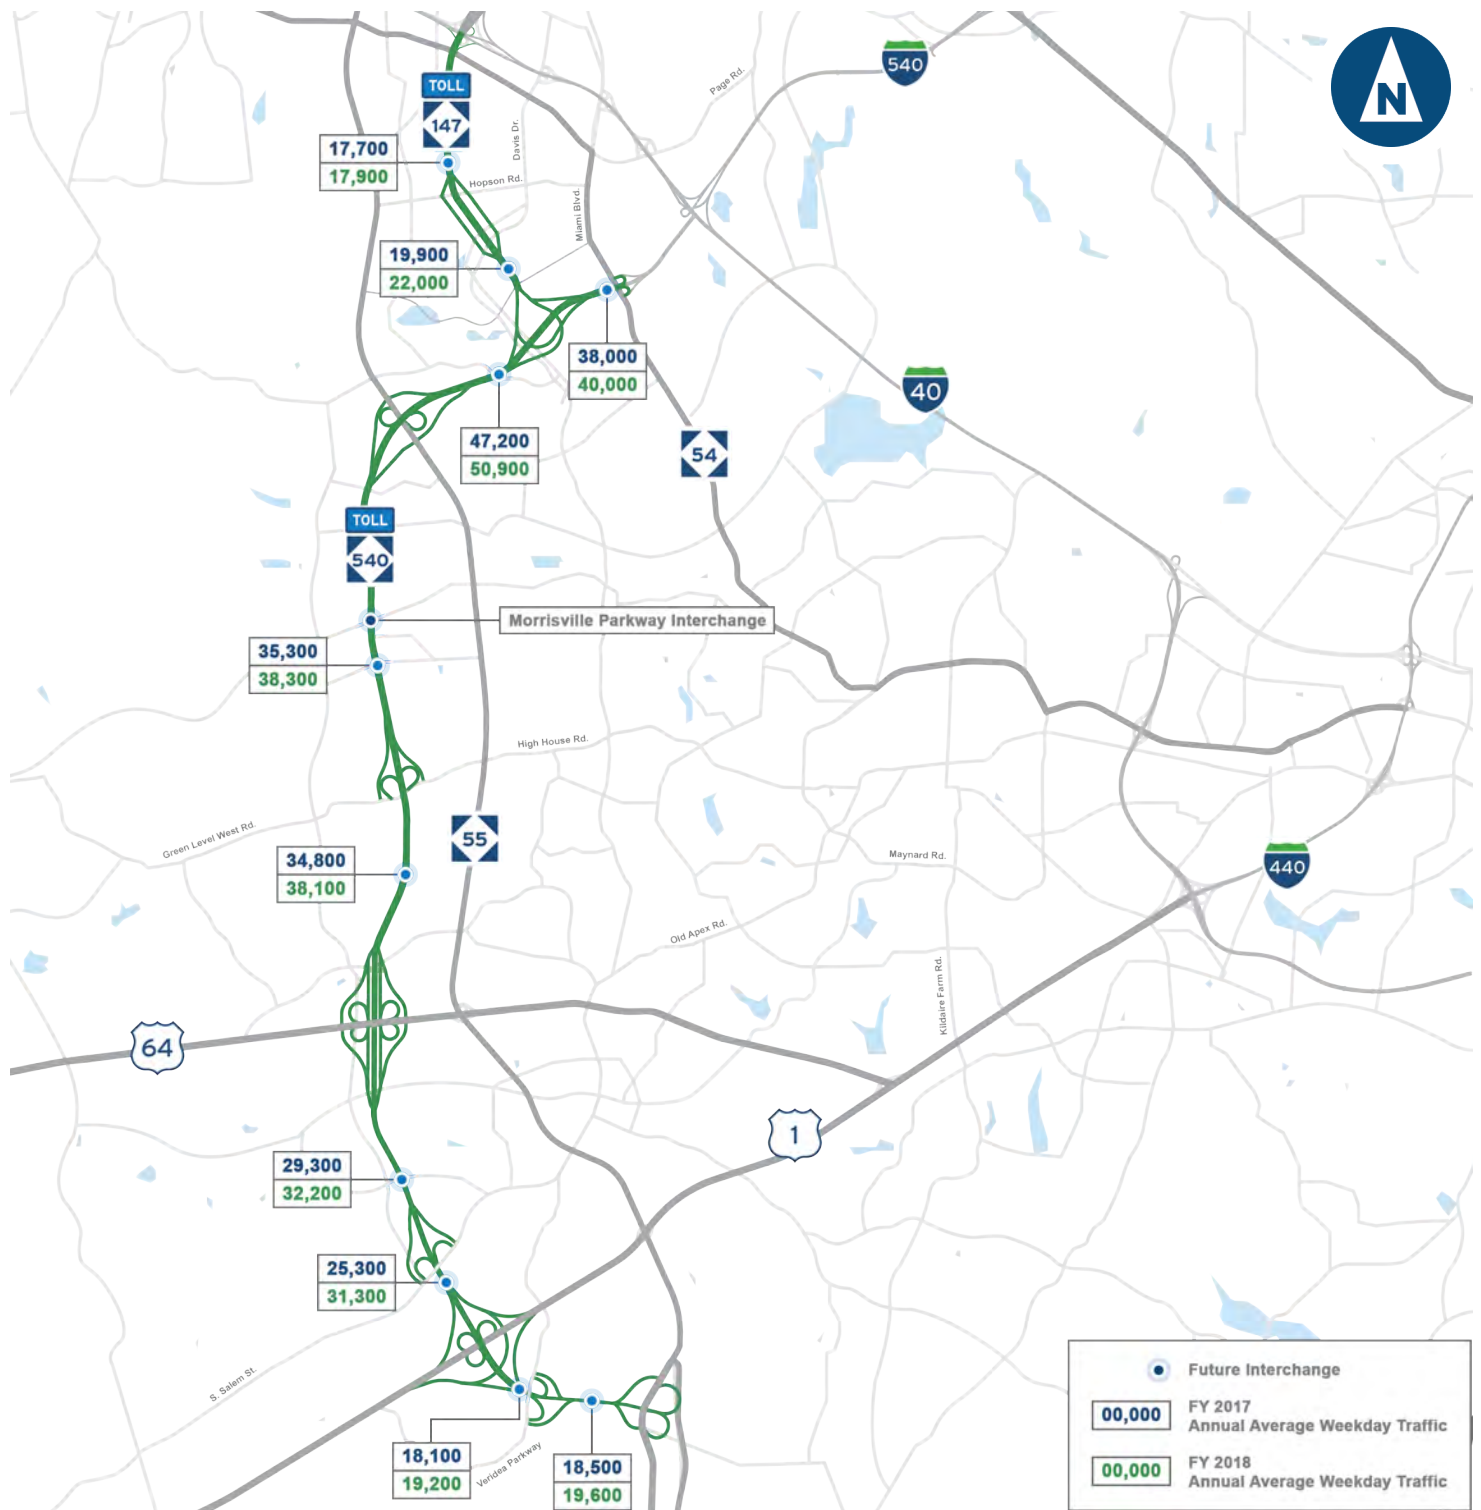 540
N
Page Rd.
TOLL
147
Davis Dr.
17,700
17,900
Hopson Rd.
Miami Blvd.
19,900
22,000
38,000
40,000
40
47,200
50,900
54
TOLL
540
Morrisville Parkway Interchange
35,300
38,300
High House Rd.
Green Level West Rd.
55
34,800
38,100
Maynard Rd.
440
Old Apex Rd.
Kildaire Farm Rd.
64
1
29,300
32,200
25,300
31,300
S. Salem St.
18,100
19,200
Veridea Parkway
18,500
19,600
Future Interchange
00,000
FY 2017
Annual Average Weekday Traffic
00,000
FY 2018
Annual Average Weekday Traffic